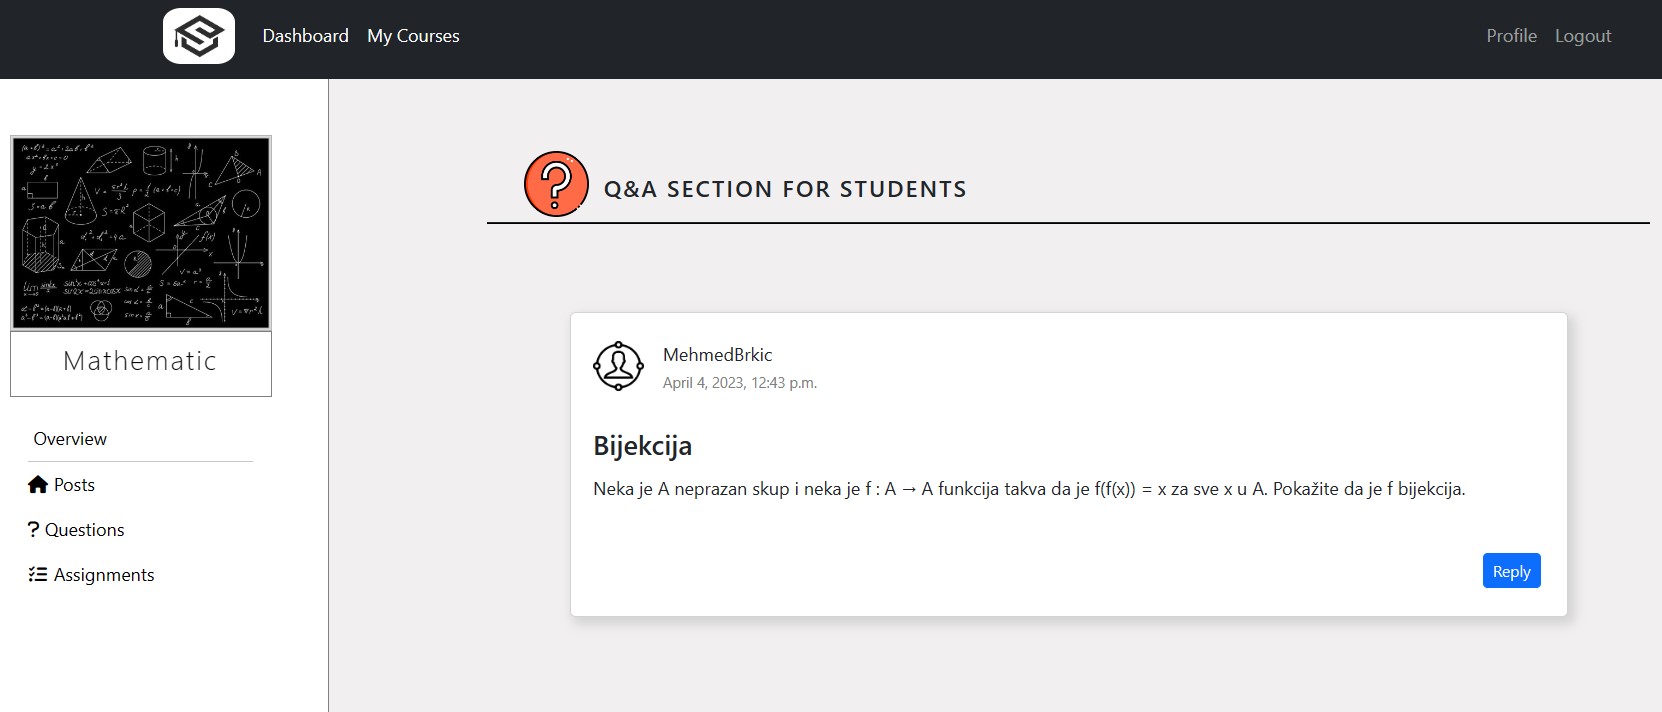 Dashboard My Courses
Profile Logout
Q&A SECTION FOR STUDENTS
Mathematic
Overview
Posts
? Questions
Assignments
MehmedBrkic
April 4, 2023, 12:43 p.m.
Bijekcija
Neka je A neprazan skup i neka je f : A → A funkcija takva da je f(f(x)) = x za sve x u A. Pokažite da je f bijekcija.
Reply